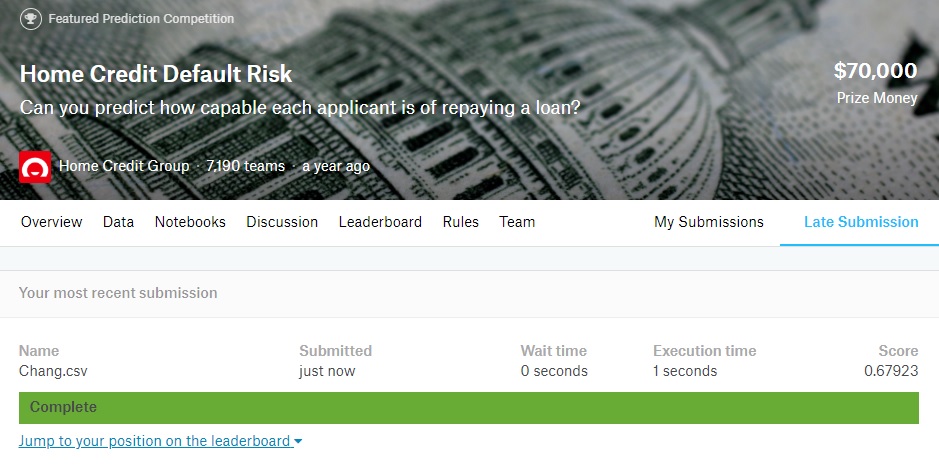 Featured Prediction Competition
Home Credit Default Risk
$70,000
Can you predict how capable each applicant is of repaying a loan?
Prize Money
Home Credit Group · 7,190 teams · a year ago
Overview Data Notebooks Discussion Leaderboard Rules Team My Submissions Late Submission
Your most recent submission
Name Submitted Wait time Execution time Score
Chang.csv just now 0 seconds 1 seconds 0.67923
Complete
Jump to your position on the leaderboard